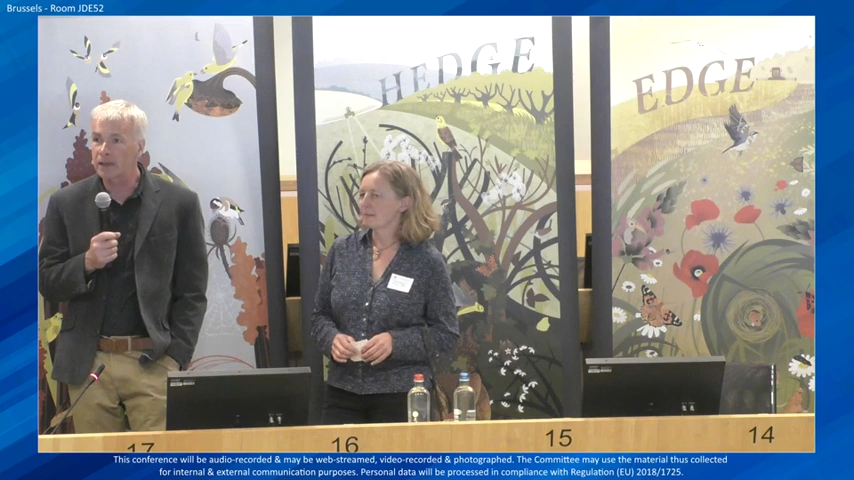 Brussels - Room JDE52
HEDGE
EDGE
17
16
15
14
This conference will be audio-recorded & may be web-streamed, video-recorded & photographed. The Committee may use the material thus collected
for internal & external communication purposes. Personal data will be processed in compliance with Regulation (EU) 2018/1725.